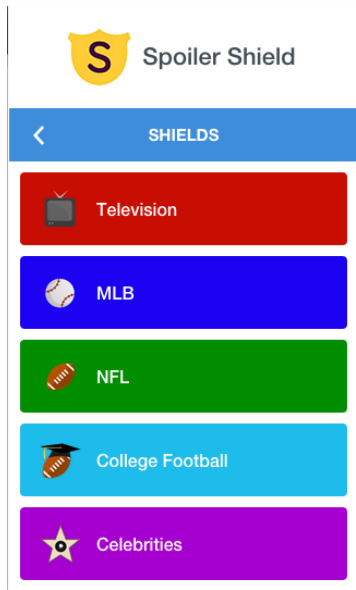 S Spoiler Shield
SHIELDS
Television
MLB
NFL
College Football
Celebrities